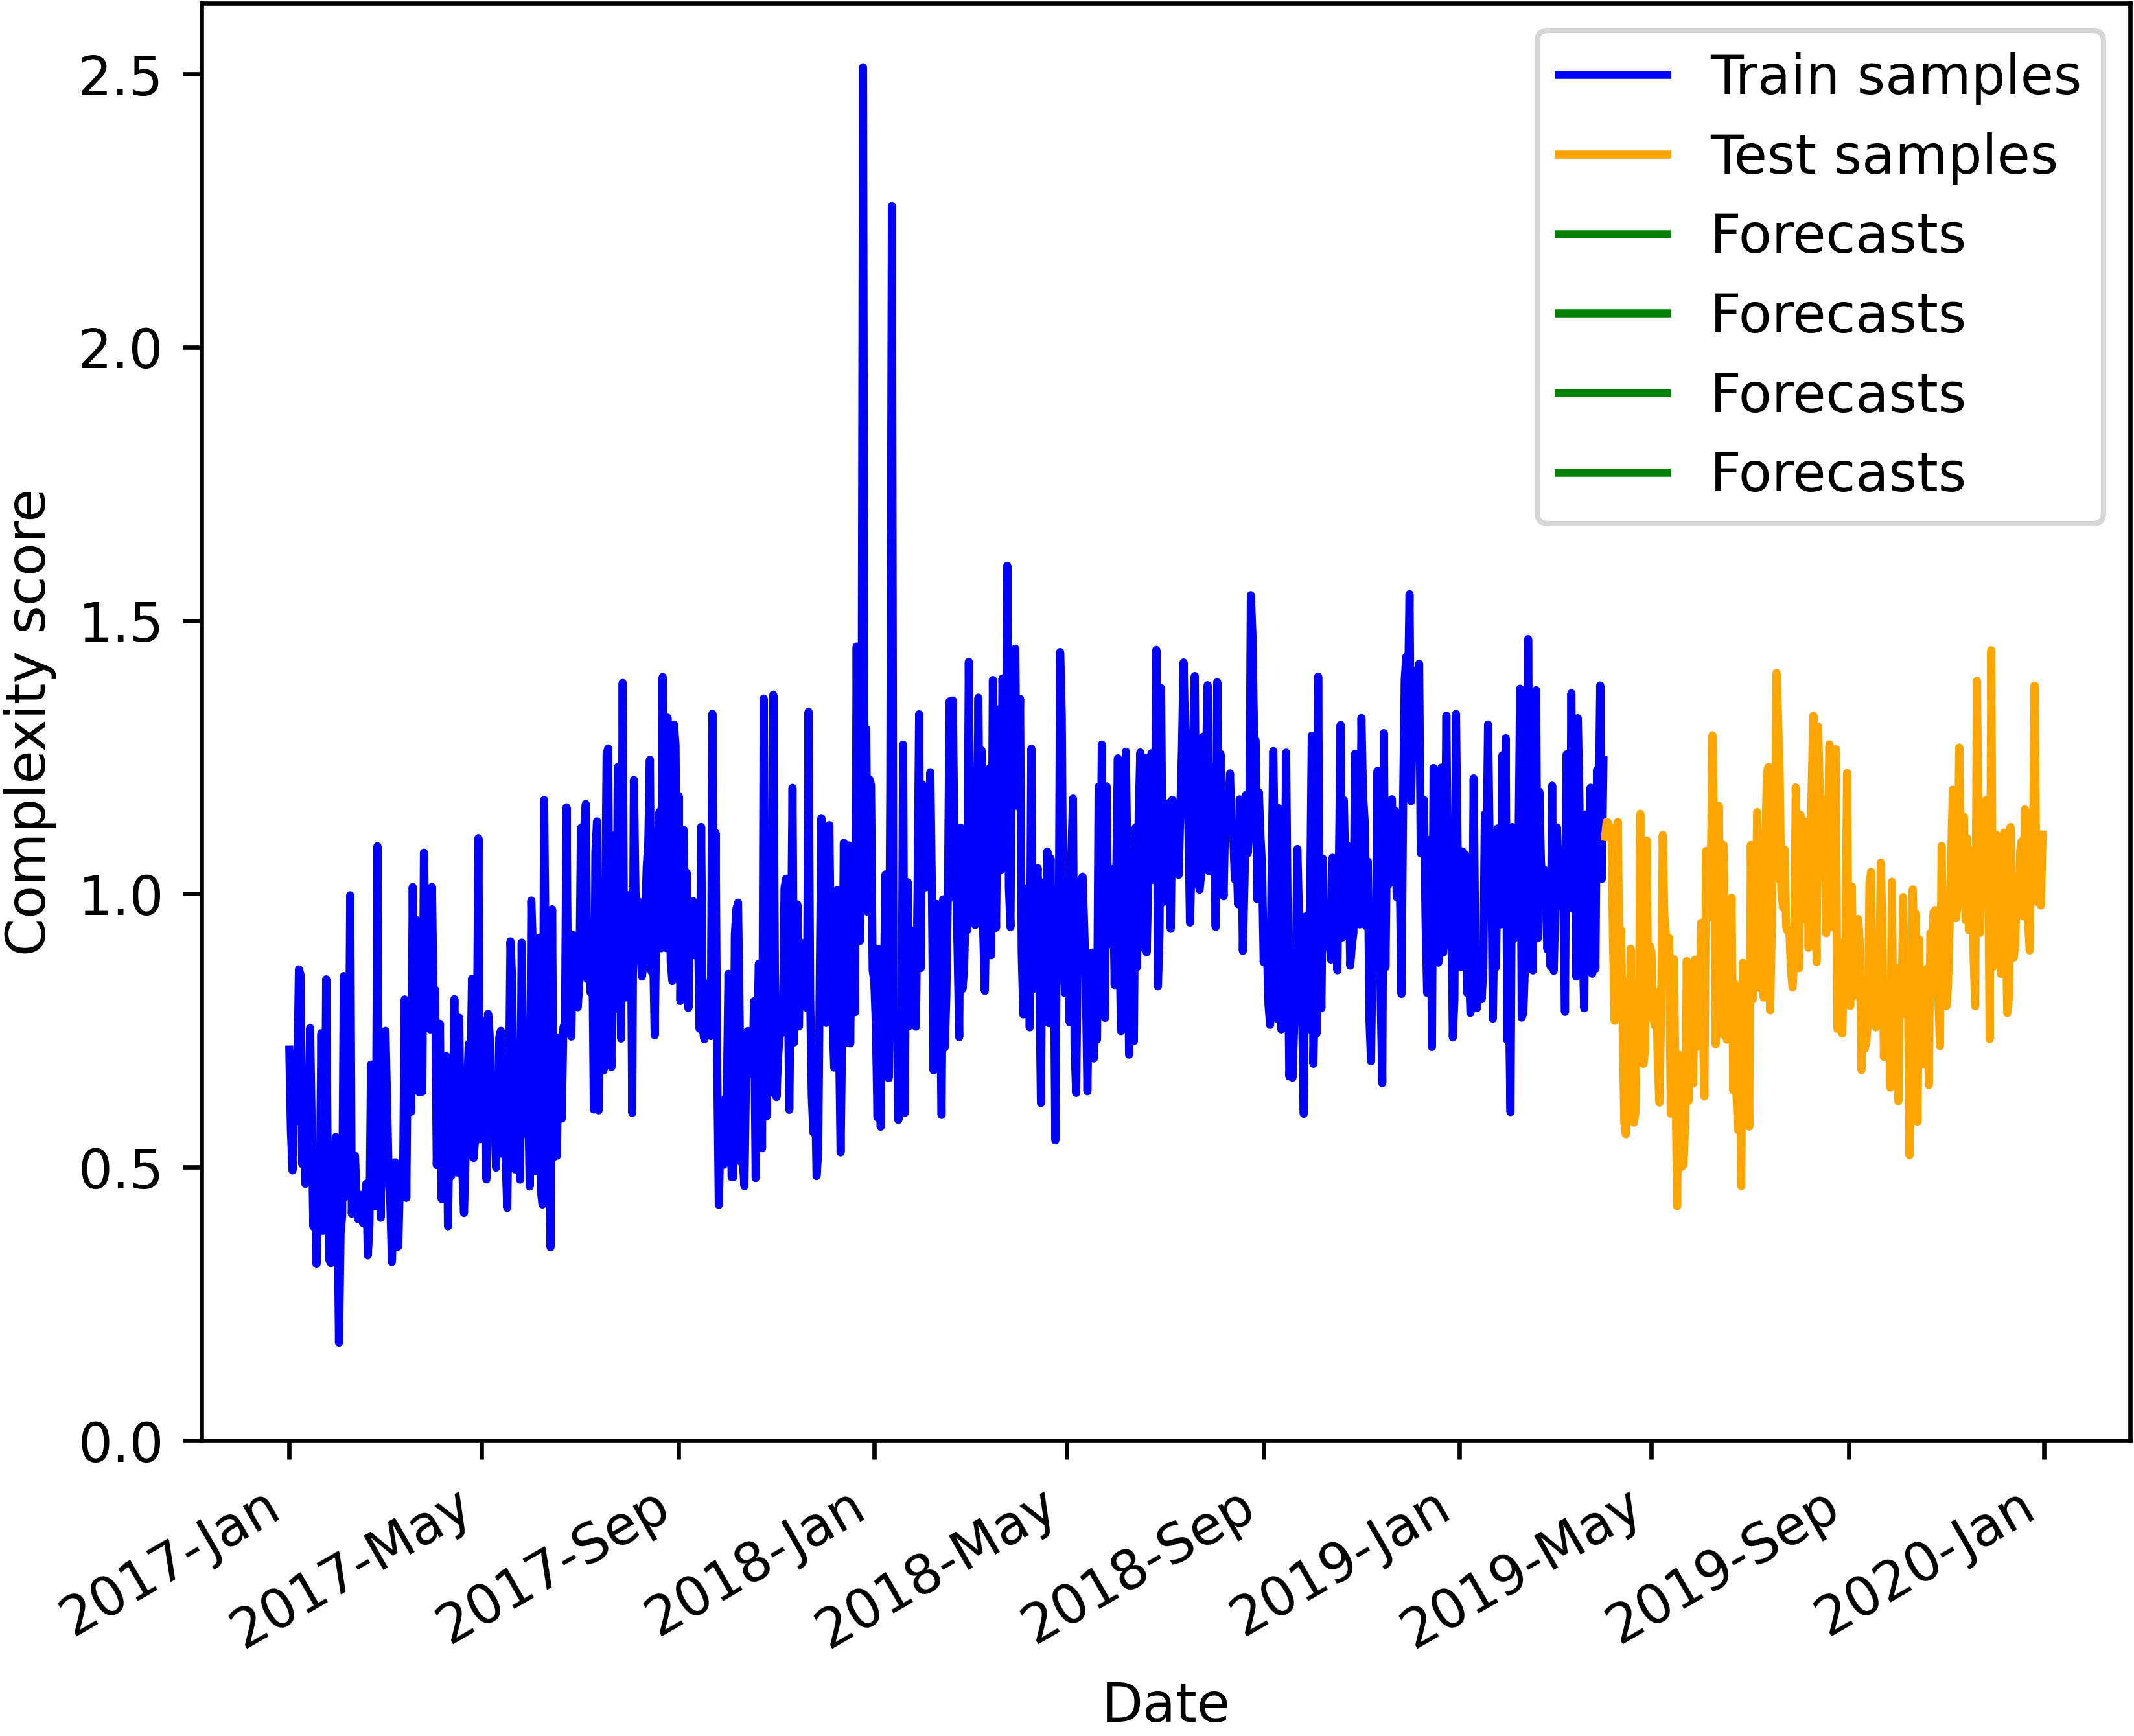 2.5
2.0
1.5
1.0
0.5
0.0
Complexity score
Train samples
Test samples
Forecasts
Forecasts
Forecasts
Forecasts
2017-Jan
2017-May
2017-Sep
2018-Jan
2018-May
2018-Sep
2019-Jan
2019-May
2019-Sep
2020-Jan
Date